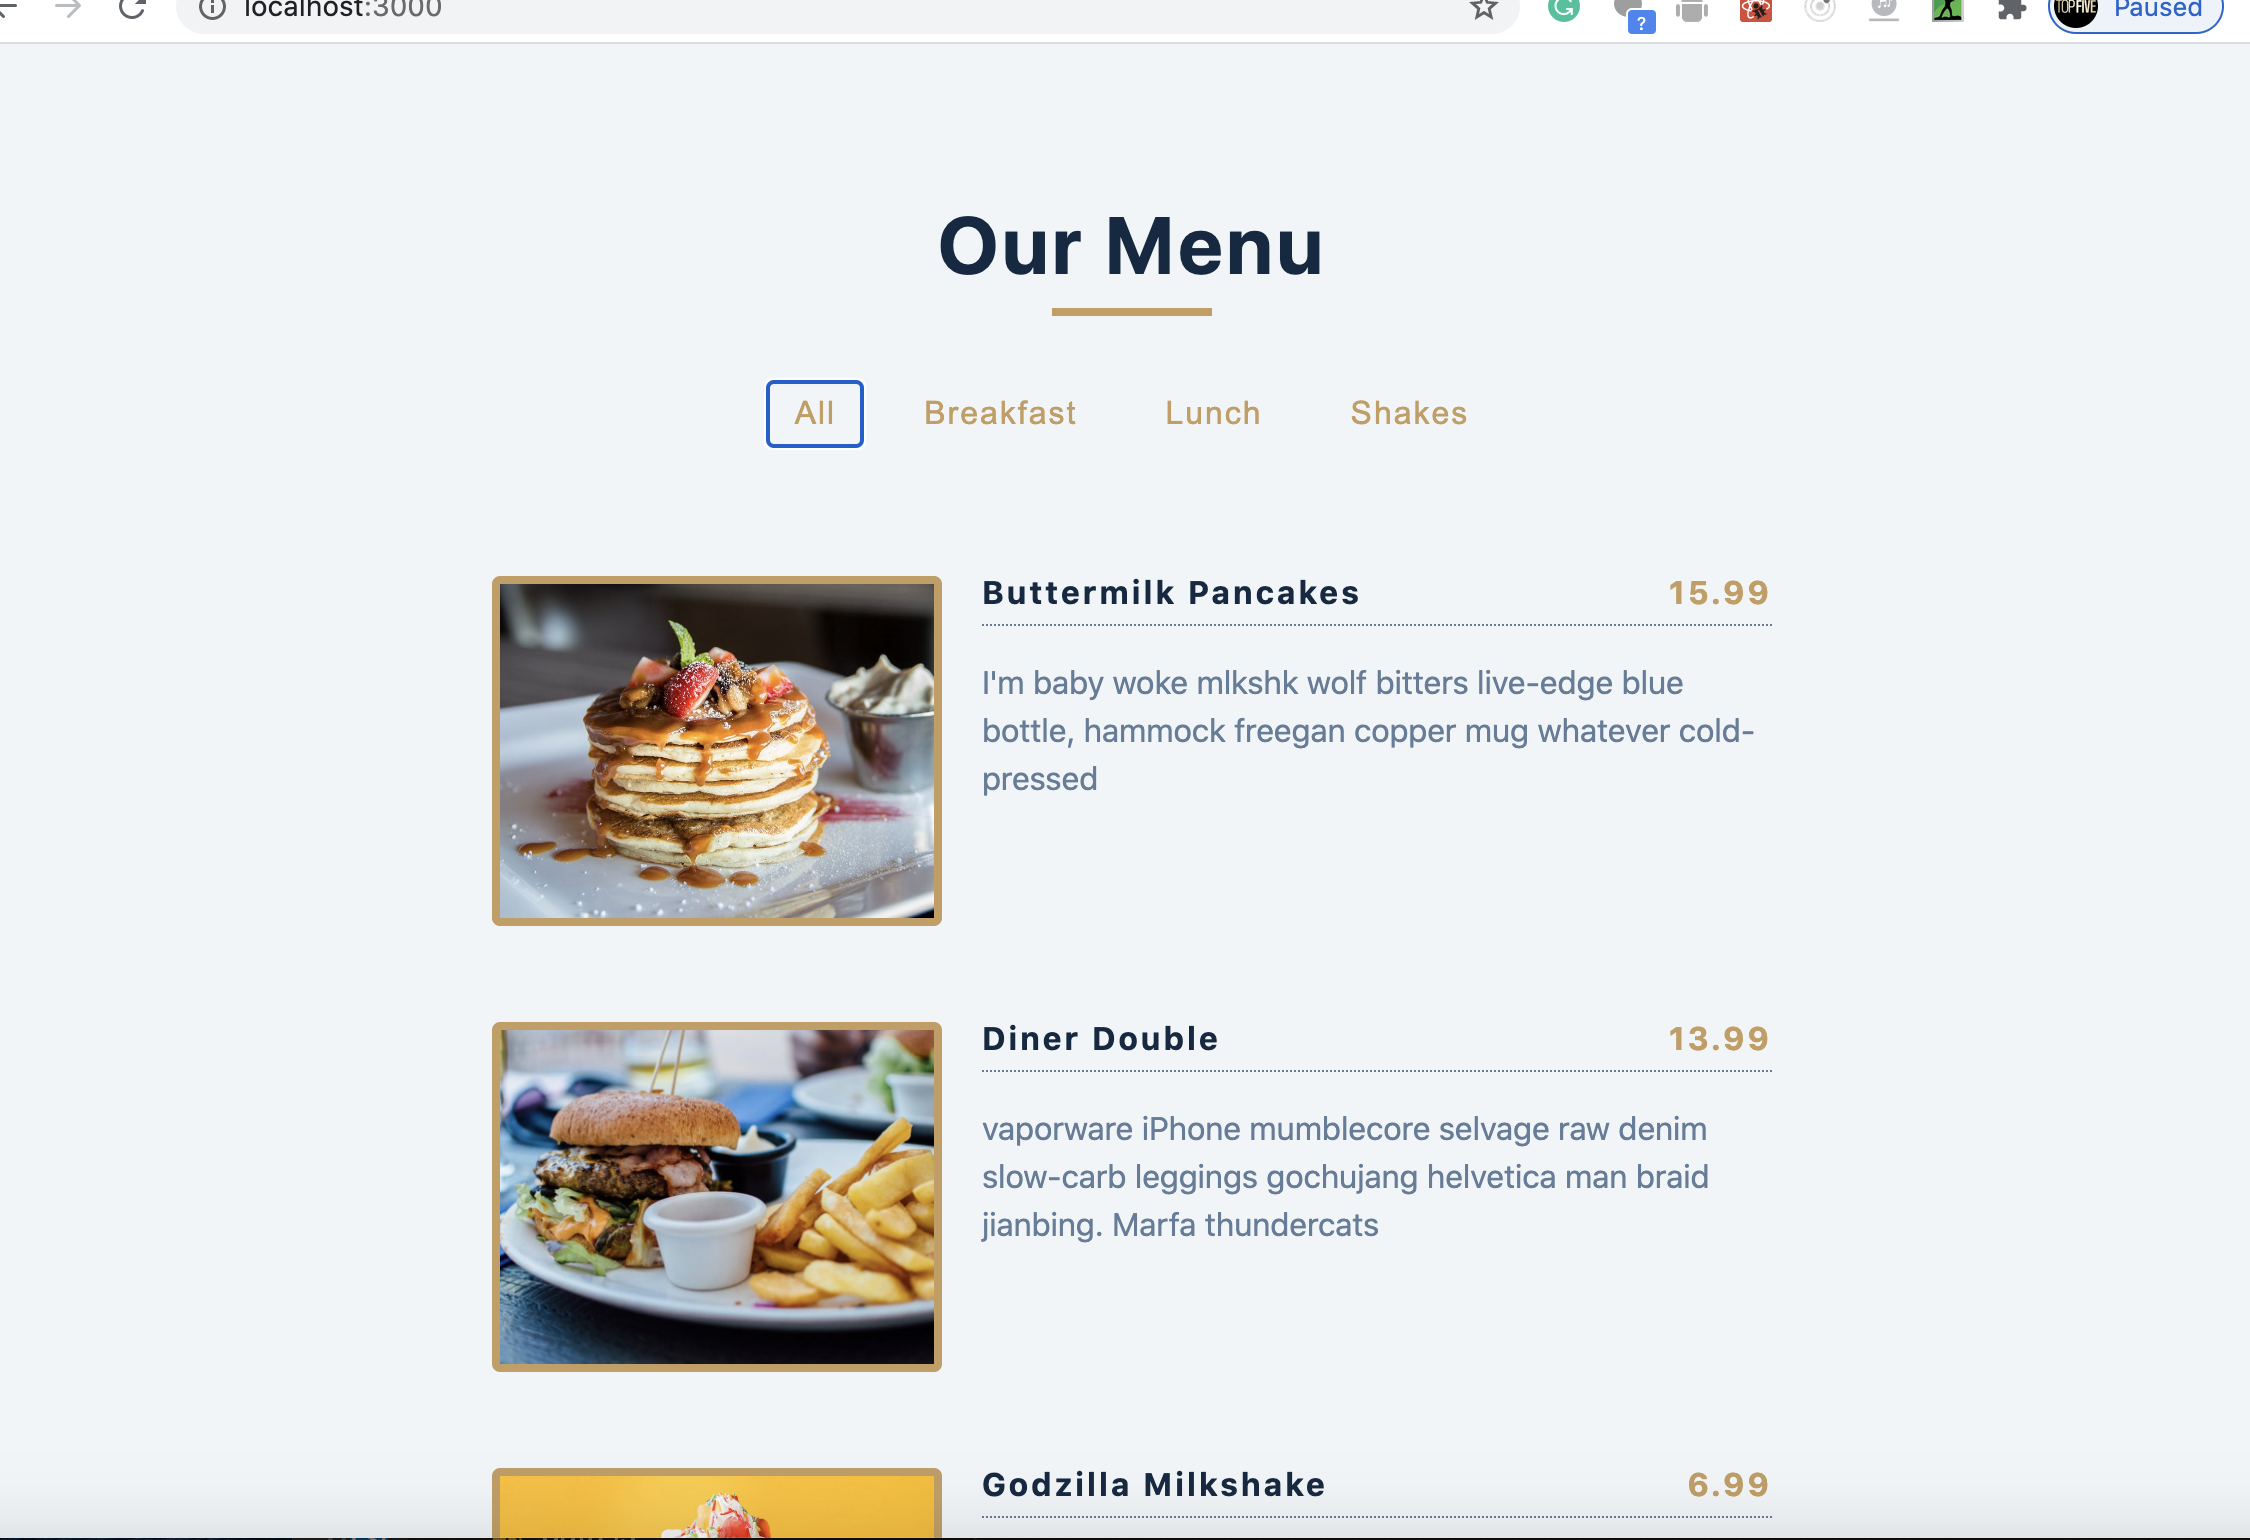 localhost:3000
?
TOPFIVE
Paused
Our Menu
All
Breakfast
Lunch
Shakes
Buttermilk Pancakes
15.99
I'm baby woke mlkshk wolf bitters live-edge blue
bottle, hammock freegan copper mug whatever cold-
pressed
Diner Double
13.99
vaporware iPhone mumblecore selvage raw denim
slow-carb leggings gochujang helvetica man braid
jianbing. Marfa thundercats
Godzilla Milkshake
6.99